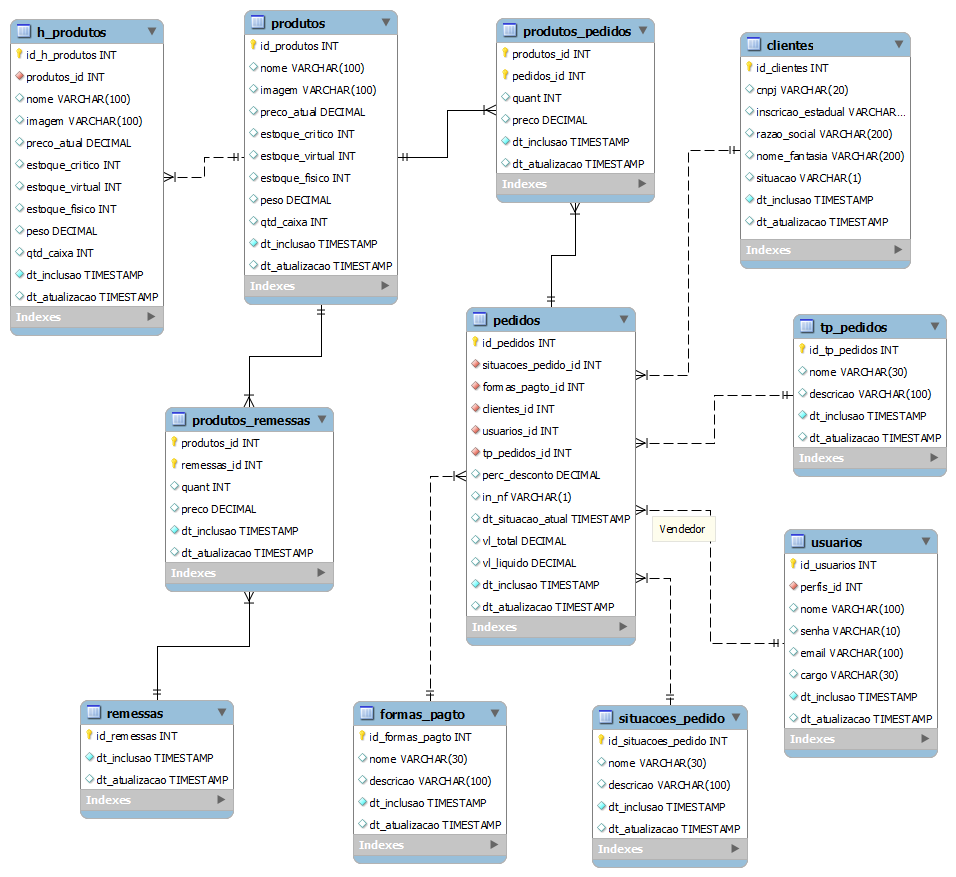 h_produtos
id_h_produtos INT
produtos_id INT
nome VARCHAR(100)
imagem VARCHAR(100)
preco_atual DECIMAL
estoque_critico INT
estoque_virtual INT
estoque_fisico INT
peso DECIMAL
qtd_caixa INT
dt_inclusao TIMESTAMP
dt_atualizacao TIMESTAMP
Indexes
produtos
id_produtos INT
nome VARCHAR(100)
imagem VARCHAR(100)
preco_atual DECIMAL
estoque_critico INT
estoque_virtual INT
estoque_fisico INT
peso DECIMAL
qtd_caixa INT
dt_inclusao TIMESTAMP
dt_atualizacao TIMESTAMP
Indexes
produtos_pedidos
produtos_id INT
pedidos_id INT
quant INT
preco DECIMAL
dt_inclusao TIMESTAMP
dt_atualizacao TIMESTAMP
Indexes
clientes
id_clientes INT
cnpj VARCHAR(20)
inscricao_estadual VARCHAR...
razao_social VARCHAR(200)
nome_fantasia VARCHAR(200)
situacao VARCHAR(1)
dt_inclusao TIMESTAMP
dt_atualizacao TIMESTAMP
Indexes
pedidos
id_pedidos INT
situacoes_pedido_id INT
formas_pagto_id INT
clientes_id INT
usuarios_id INT
tp_pedidos_id INT
perc_desconto DECIMAL
in_nf VARCHAR(1)
dt_situacao_atual TIMESTAMP
vl_total DECIMAL
vl_liquido DECIMAL
dt_inclusao TIMESTAMP
dt_atualizacao TIMESTAMP
Indexes
tp_pedidos
id_tp_pedidos INT
nome VARCHAR(30)
descricao VARCHAR(100)
dt_inclusao TIMESTAMP
dt_atualizacao TIMESTAMP
Indexes
produtos_remessas
produtos_id INT
remessas_id INT
quant INT
preco DECIMAL
dt_inclusao TIMESTAMP
dt_atualizacao TIMESTAMP
Indexes
Vendedor
usuarios
id_usuarios INT
perfis_id INT
nome VARCHAR(100)
senha VARCHAR(10)
email VARCHAR(100)
cargo VARCHAR(30)
dt_inclusao TIMESTAMP
dt_atualizacao TIMESTAMP
Indexes
remessas
id_remessas INT
dt_inclusao TIMESTAMP
dt_atualizacao TIMESTAMP
Indexes
formas_pagto
id_formas_pagto INT
nome VARCHAR(30)
descricao VARCHAR(100)
dt_inclusao TIMESTAMP
dt_atualizacao TIMESTAMP
Indexes
situacoes_pedido
id_situacoes_pedido INT
nome VARCHAR(30)
descricao VARCHAR(100)
dt_inclusao TIMESTAMP
dt_atualizacao TIMESTAMP
Indexes